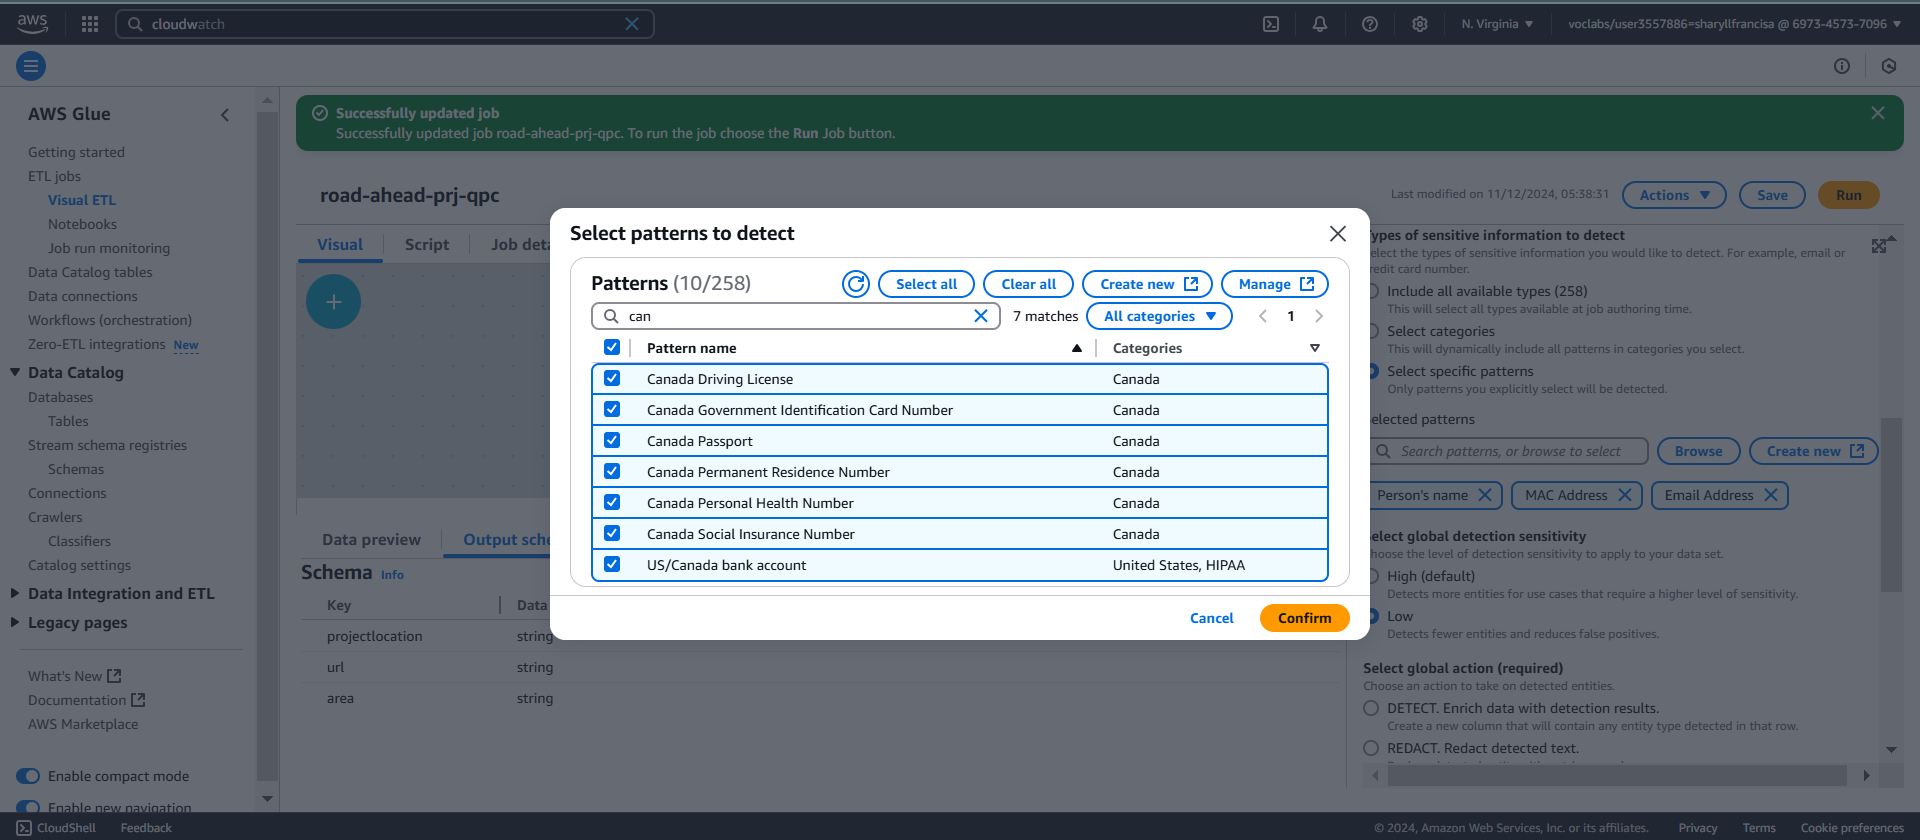 aws
cloudwatch
N. Virginia
voclabs/user3557886=sharyllfrancisa @ 6973-4573-7096
AWS Glue
Getting started
ETL jobs
Visual ETL
Notebooks
Job run monitoring
Data Catalog tables
Data connections
Workflows (orchestration)
Zero-ETL integrations New
Data Catalog
Databases
Tables
Stream schema registries
Schemas
Connections
Crawlers
Classifiers
Catalog settings
Data Integration and ETL
Legacy pages
What's New
Documentation
AWS Marketplace
Enable compact mode
Enable new navigation
Successfully updated job
Successfully updated job road-ahead-prj-qpc. To run the job choose the Run Job button.
road-ahead-prj-qpc
Last modified on 11/12/2024, 05:38:31
Actions
Save
Run
Visual
Script
Job deta
Data preview
Output sche
Schema Info
Key
Data
projectlocation string
url string
area string
Select patterns to detect
Patterns (10/258)
Select all
Clear all
Create new
Manage
can
7 matches
All categories
1
Pattern name Categories
Canada Driving License Canada
Canada Government Identification Card Number Canada
Canada Passport Canada
Canada Permanent Residence Number Canada
Canada Personal Health Number Canada
Canada Social Insurance Number Canada
US/Canada bank account United States, HIPAA
Cancel
Confirm
Types of sensitive information to detect
elect the types of sensitive information you would like to detect. For example, email or
redit card number.
Include all available types (258)
This will select all types available at job authoring time.
Select categories
This will dynamically include all patterns in categories you select.
Select specific patterns
Only patterns you explicitly select will be detected.
elected patterns
Search patterns, or browse to select
Browse
Create new
Person's name
MAC Address
Email Address
elect global detection sensitivity
hoose the level of detection sensitivity to apply to your data set.
High (default)
Detects more entities for use cases that require a higher level of sensitivity.
Low
Detects fewer entities and reduces false positives.
Select global action (required)
Choose an action to take on detected entities.
DETECT. Enrich data with detection results.
Create a new column that will contain any entity type detected in that row.
REDACT. Redact detected text.
CloudShell
Feedback
© 2024, Amazon Web Services, Inc. or its affiliates.
Privacy
Terms
Cookie preferences